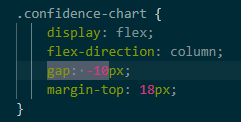 .confidence-chart {
display: flex;
flex-direction: column;
gap: -10px;
margin-top: 18px;
}